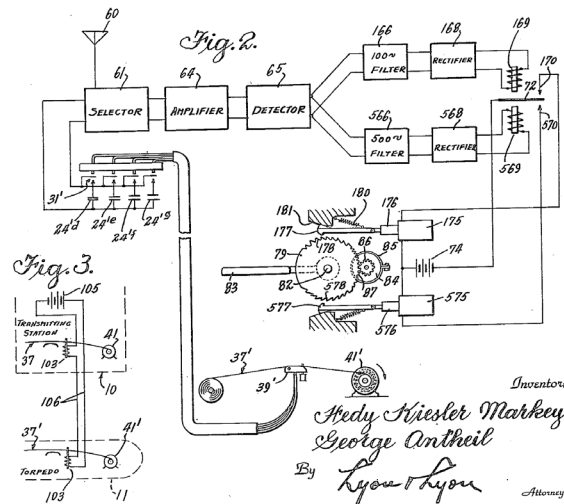 60
Fig. 2.
61
64
65
166
168
169
170
SELECTOR
AMPLIFIER
DETECTOR
100~
FILTER
RECTIFIER
72
566
568
570
500~
FILTER
RECTIFIER
569
31'
24'd
24'e
24'f
24'g
181
180
176
177
175
79
178
86
85
74
83
82
578
87
84
577
576
575
Fig. 3.
105
TRANSMITTING
STATION
41
37
103
10
106
37'
41'
TORPEDO
103
11
37'
39'
41'
Inventor
Hedy Kiesler Markey
George Antheil
By
Lyon & Lyon
Attorney